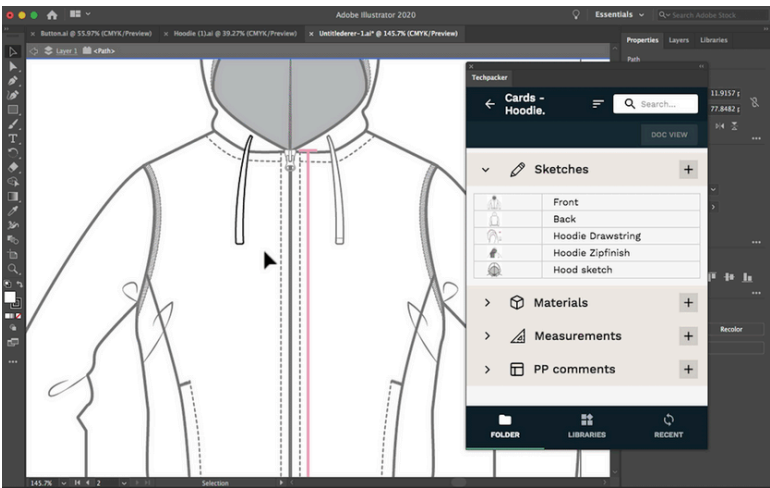 Adobe Illustrator 2020
Essentials
Search Adobe Stock
× Button.ai @ 55.97% (CMYK/Preview)
× Hoodie (1).ai @ 39.27% (CMYK/Preview)
× Untitlederer-1.ai* @ 145.7% (CMYK/Preview)
Properties Layers Libraries
Layer 1 <Path>
Path
Techpacker
Cards - Hoodie.
Search...
DOC VIEW
11.9157
77.8482
Sketches +
Front
Back
Hoodie Drawstring
Hoodie Zipfinish
Hood sketch
Materials +
Measurements +
PP comments +
Recolor
FOLDER LIBRARIES RECENT
145.7% 2 Selection